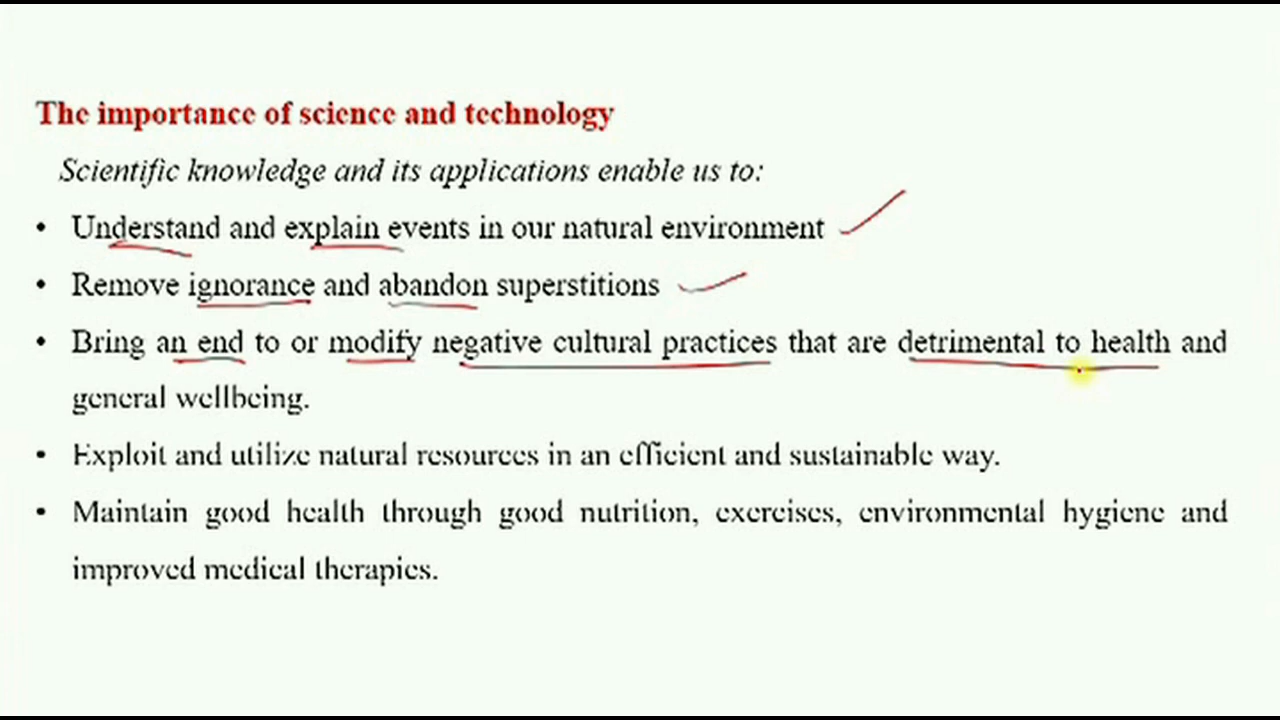 The importance of science and technology
Scientific knowledge and its applications enable us to:
• Understand and explain events in our natural environment
• Remove ignorance and abandon superstitions
• Bring an end to or modify negative cultural practices that are detrimental to health and
general wellbeing.
• Exploit and utilize natural resources in an efficient and sustainable way.
• Maintain good health through good nutrition, exercises, environmental hygiene and
improved medical therapies.